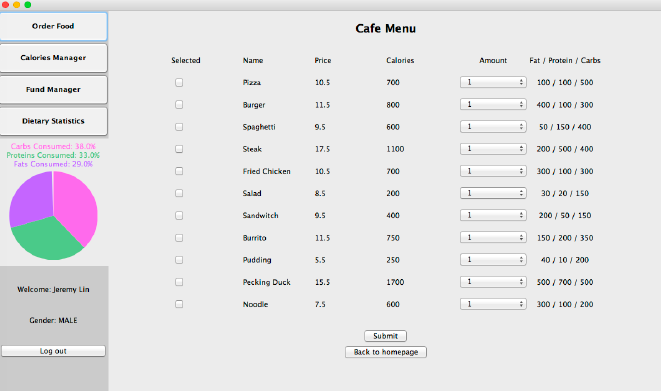 Order Food
Calories Manager
Fund Manager
Dietary Statistics
Carbs Consumed: 38.0%
Proteins Consumed: 33.0%
Fats Consumed: 29.0%
Welcome: Jeremy Lin
Gender: MALE
Log out
Cafe Menu
Selected Name Price Calories Amount Fat / Protein / Carbs
Pizza 10.5 700 1 100 / 100 / 500
Burger 11.5 800 1 400 / 100 / 300
Spaghetti 9.5 600 1 50 / 150 / 400
Steak 17.5 1100 1 200 / 500 / 400
Fried Chicken 10.5 700 1 300 / 100 / 300
Salad 8.5 200 1 30 / 20 / 150
Sandwitch 9.5 400 1 200 / 50 / 150
Burrito 11.5 750 1 150 / 200 / 350
Pudding 5.5 250 1 40 / 10 / 200
Pecking Duck 15.5 1700 1 500 / 700 / 500
Noodle 7.5 600 1 300 / 100 / 200
Submit
Back to homepage